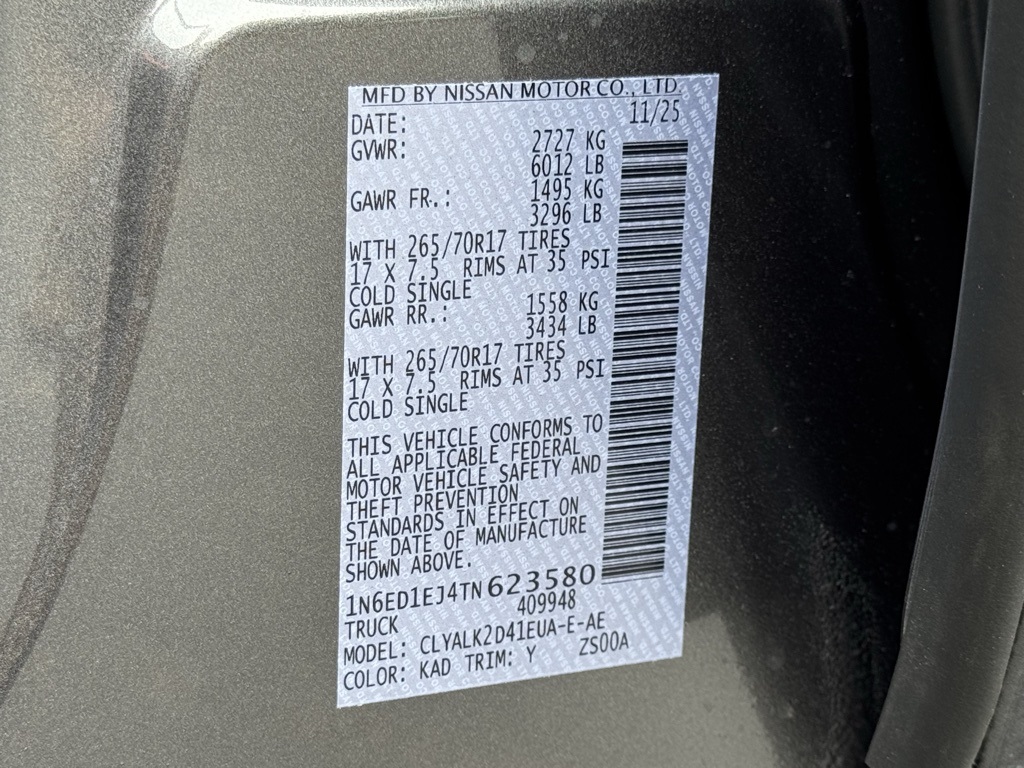 MFD BY NISSAN MOTOR CO., LTD.
DATE: 11/25
GVWR: 2727 KG
6012 LB
GAWR FR.: 1495 KG
3296 LB
WITH 265/70R17 TIRES
17 X 7.5 RIMS AT 35 PSI
COLD SINGLE
GAWR RR.: 1558 KG
3434 LB
WITH 265/70R17 TIRES
17 X 7.5 RIMS AT 35 PSI
COLD SINGLE
THIS VEHICLE CONFORMS TO
ALL APPLICABLE FEDERAL
MOTOR VEHICLE SAFETY AND
THEFT PREVENTION
STANDARDS IN EFFECT ON
THE DATE OF MANUFACTURE
SHOWN ABOVE.
1N6ED1EJ4TN623580
TRUCK 409948
MODEL: CLYALK2D41EUA-E-AE
COLOR: KAD TRIM: Y ZS00A